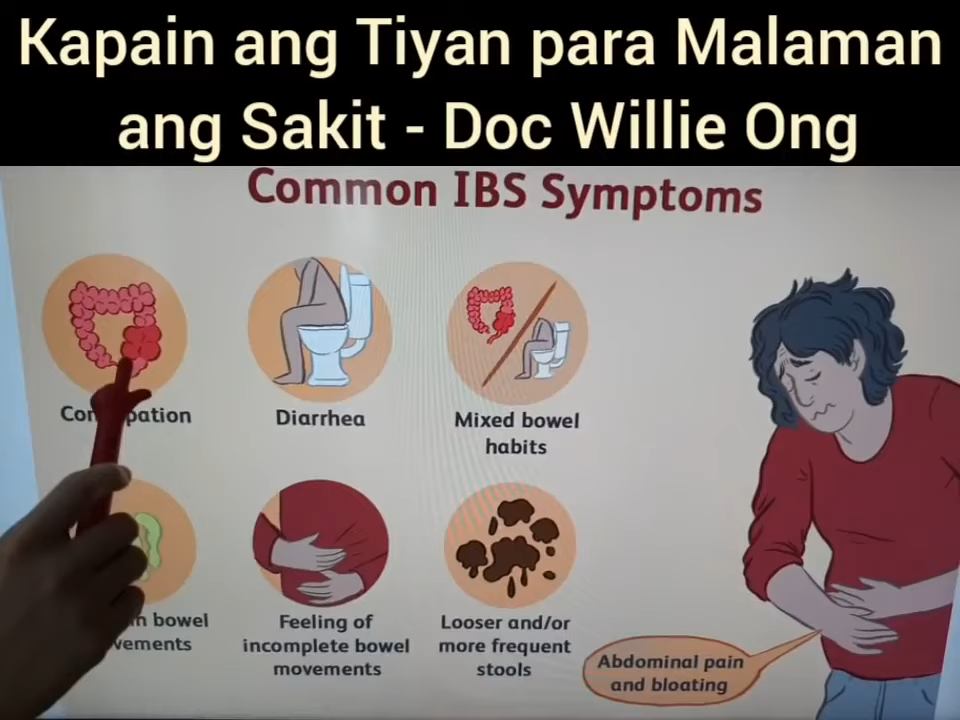 Kapain ang Tiyan para Malaman
ang Sakit - Doc Willie Ong
Common IBS Symptoms
Diarrhea
Mixed bowel
habits
bowel
Feeling of
incomplete bowel
movements
Looser and/or
more frequent
stools
Abdominal pain
and bloating